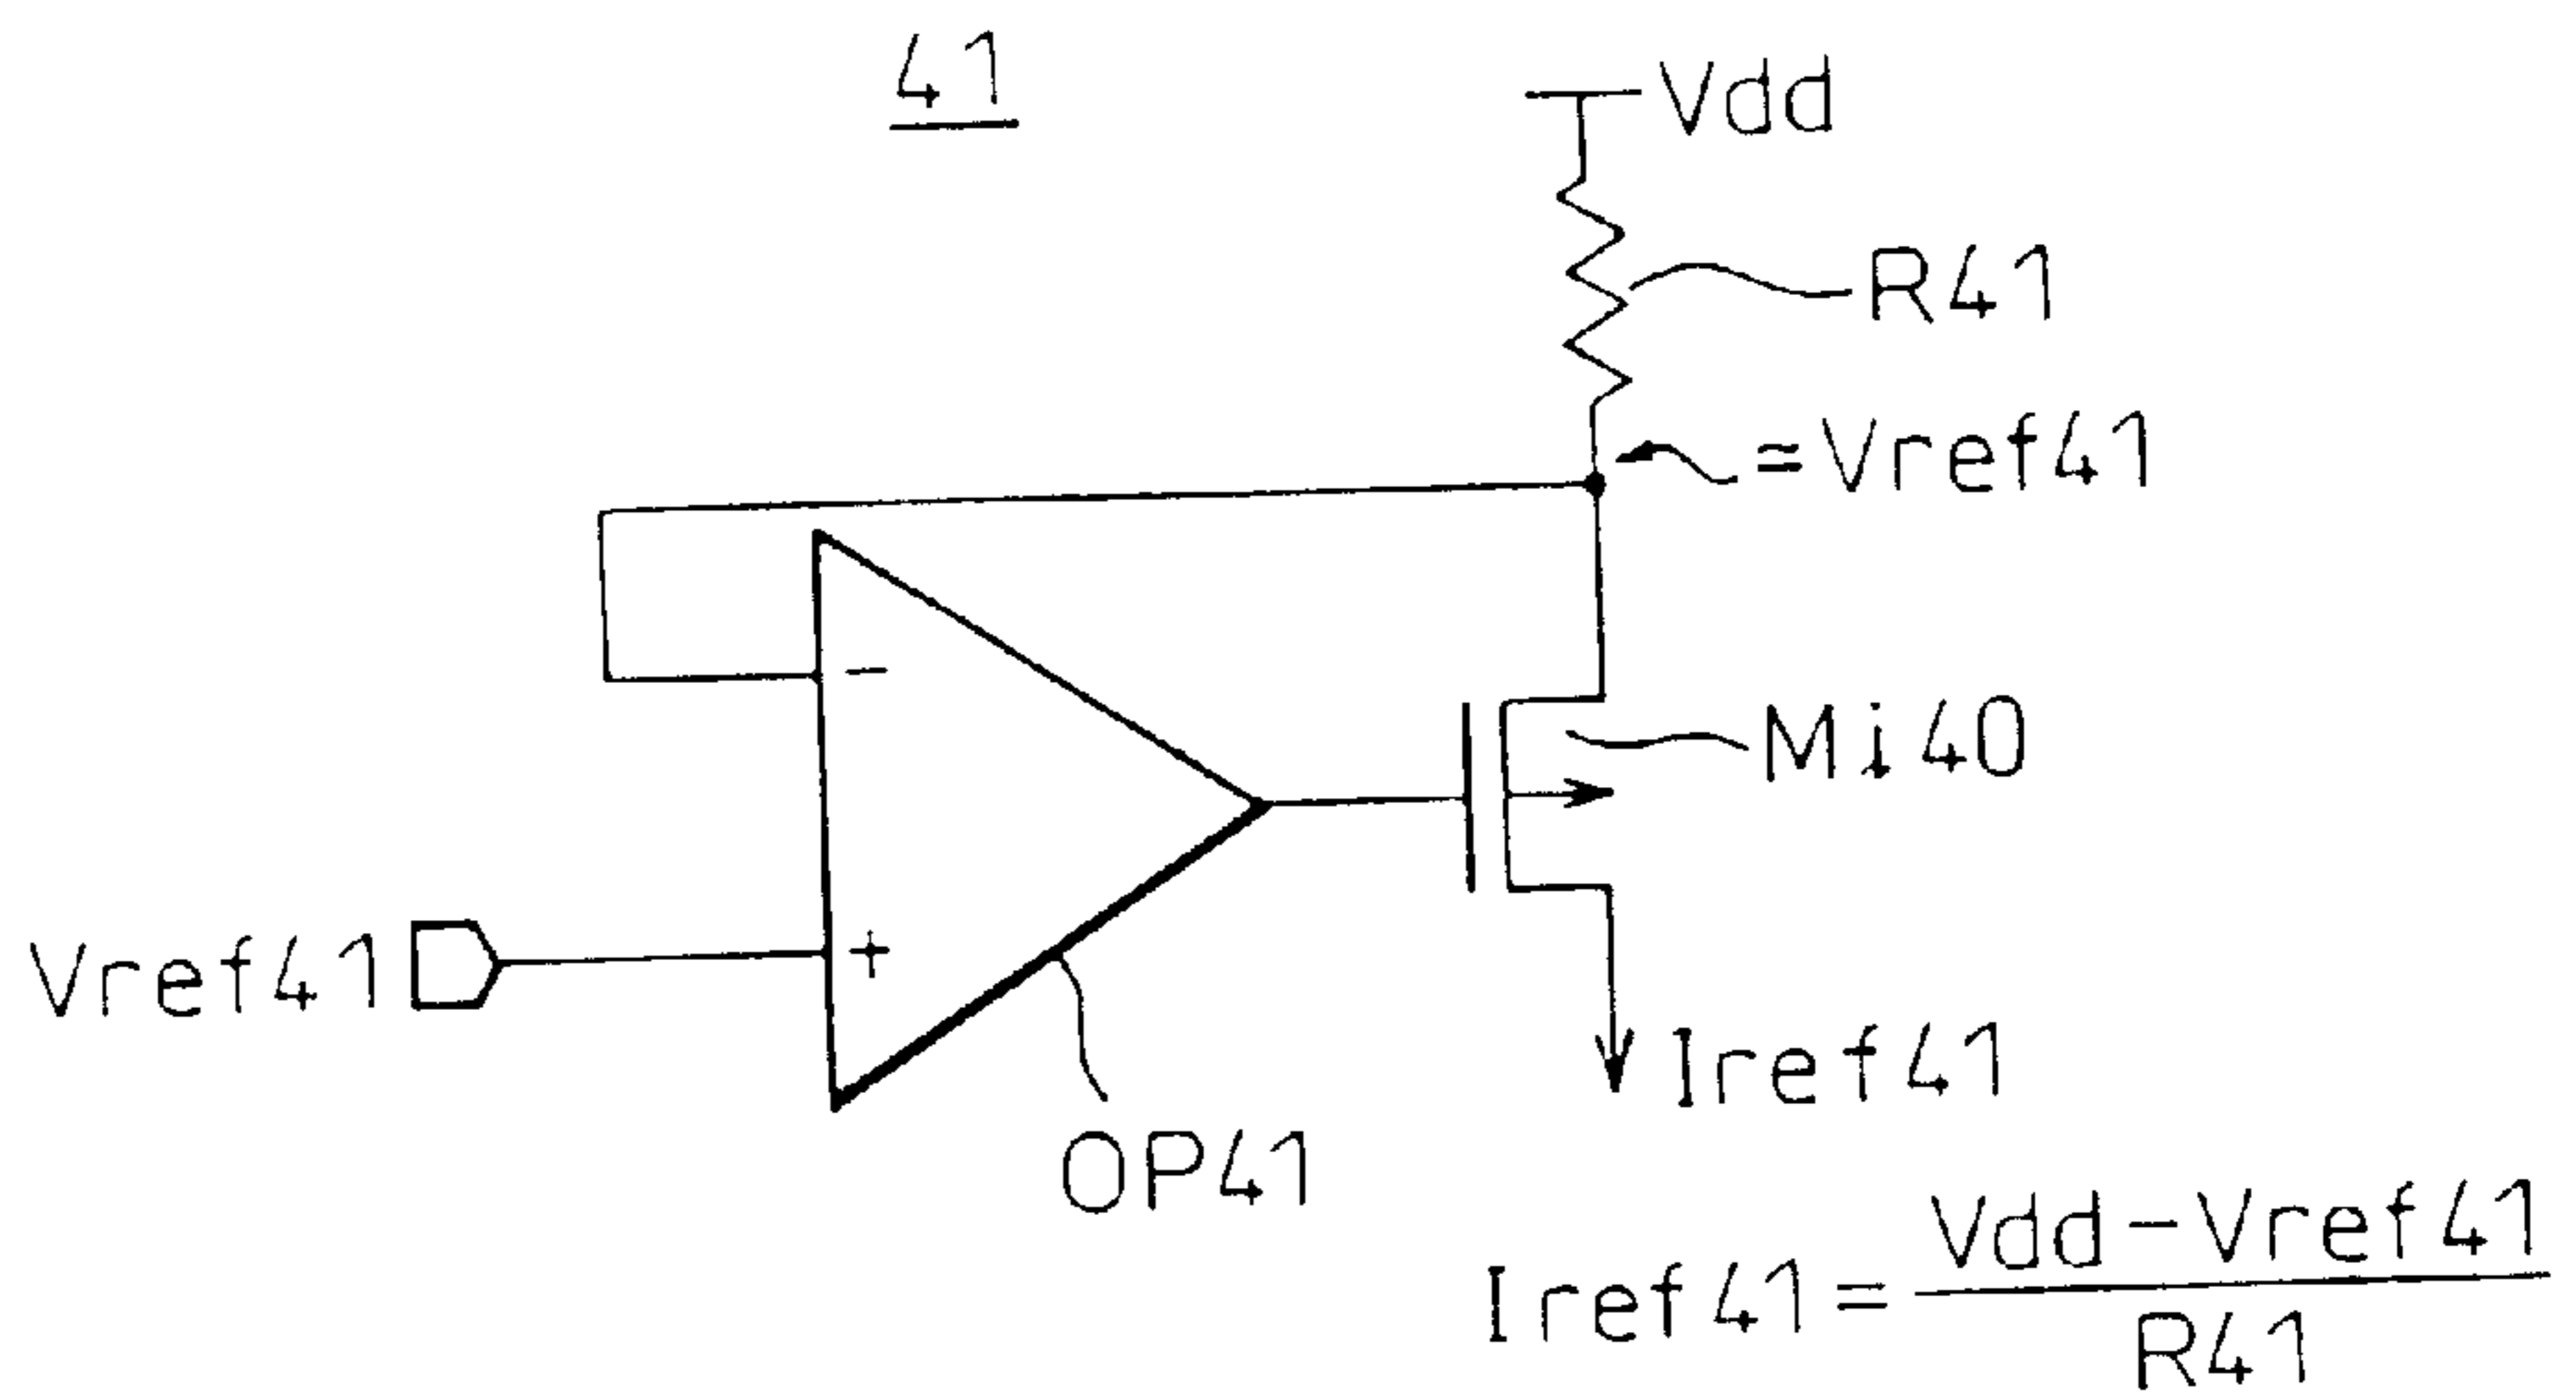 41
Vdd
R41
≃Vref41
−
Mi40
+
Vref41
Iref41
OP41
Iref41 = Vdd − Vref41 / R41